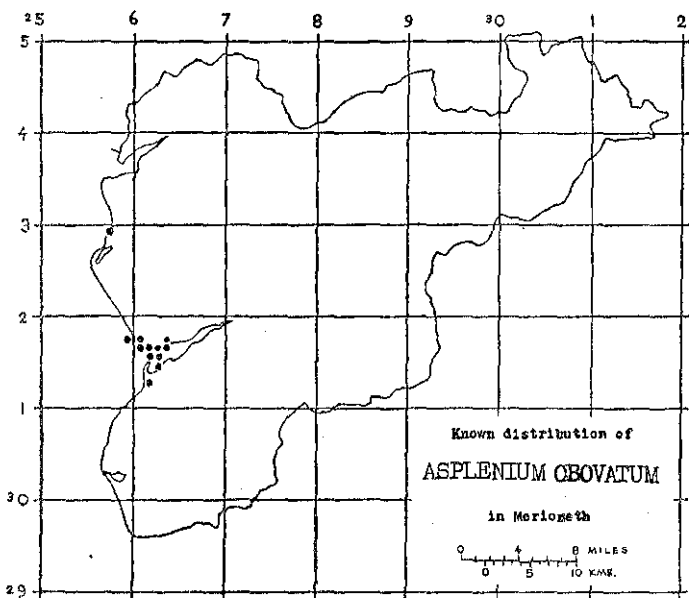 25 6 7 8 9 30 1 2
5
4
3
2
1
30
29
Known distribution of
ASPLENIUM OBOVATUM
in Merioneth
0 4 8 MILES
0 5 10 KMS.